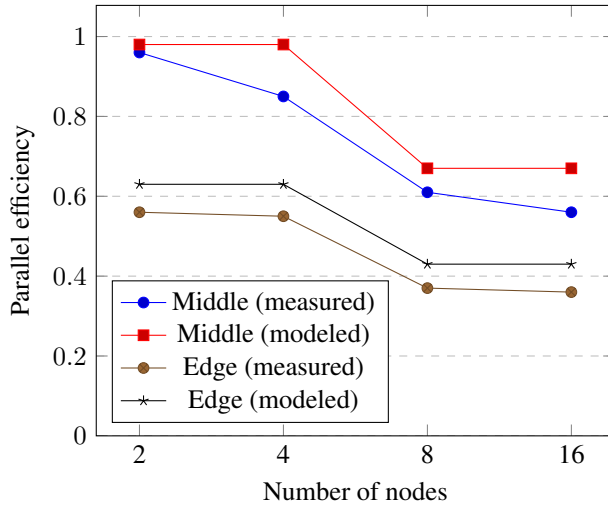 1
0.8
0.6
0.4
0.2
0
Parallel efficiency
Middle (measured)
Middle (modeled)
Edge (measured)
Edge (modeled)
2 4 8 16
Number of nodes